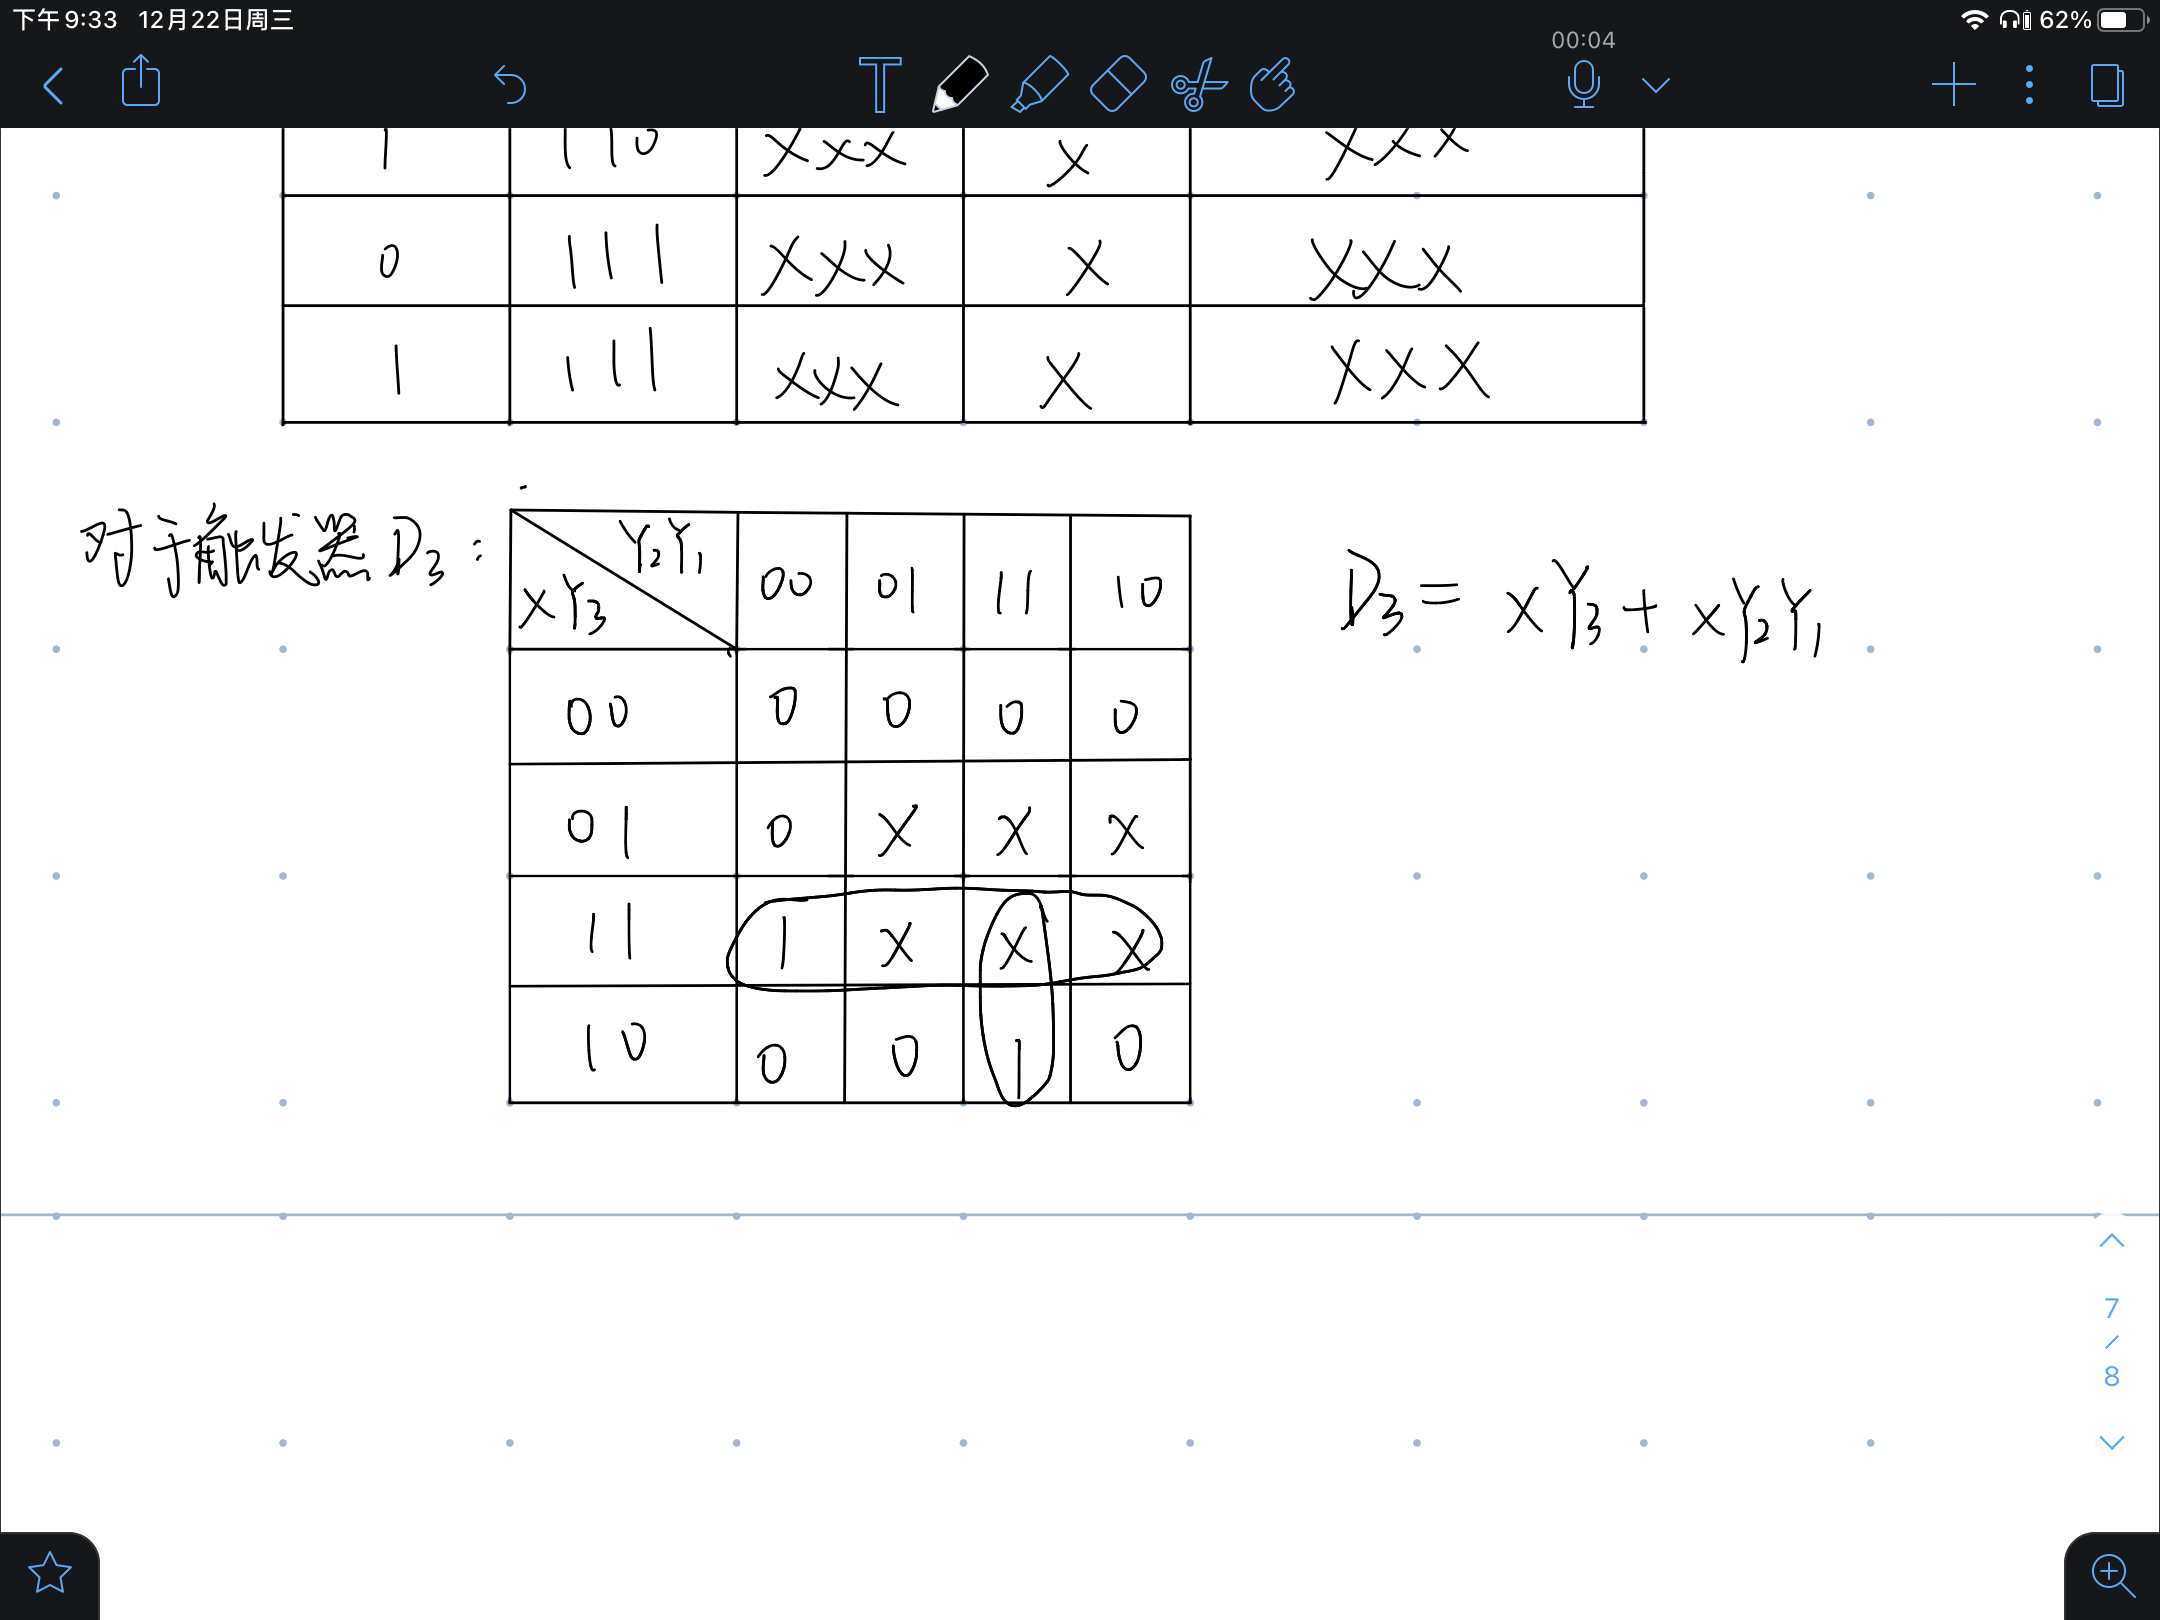 下午9:33 12月22日周三 62%
00:04
T
1 110 XXX X XXX
0 111 XXX X XXX
1 111 XXX X XXX
对于触发器D₃:
Y₂Y₁ 00 01 11 10
XY₃
00 0 0 0 0
01 0 X X X
11 1 X X X
10 0 0 1 0
D₃ = XY₃ + XY₂Y₁
7
/
8